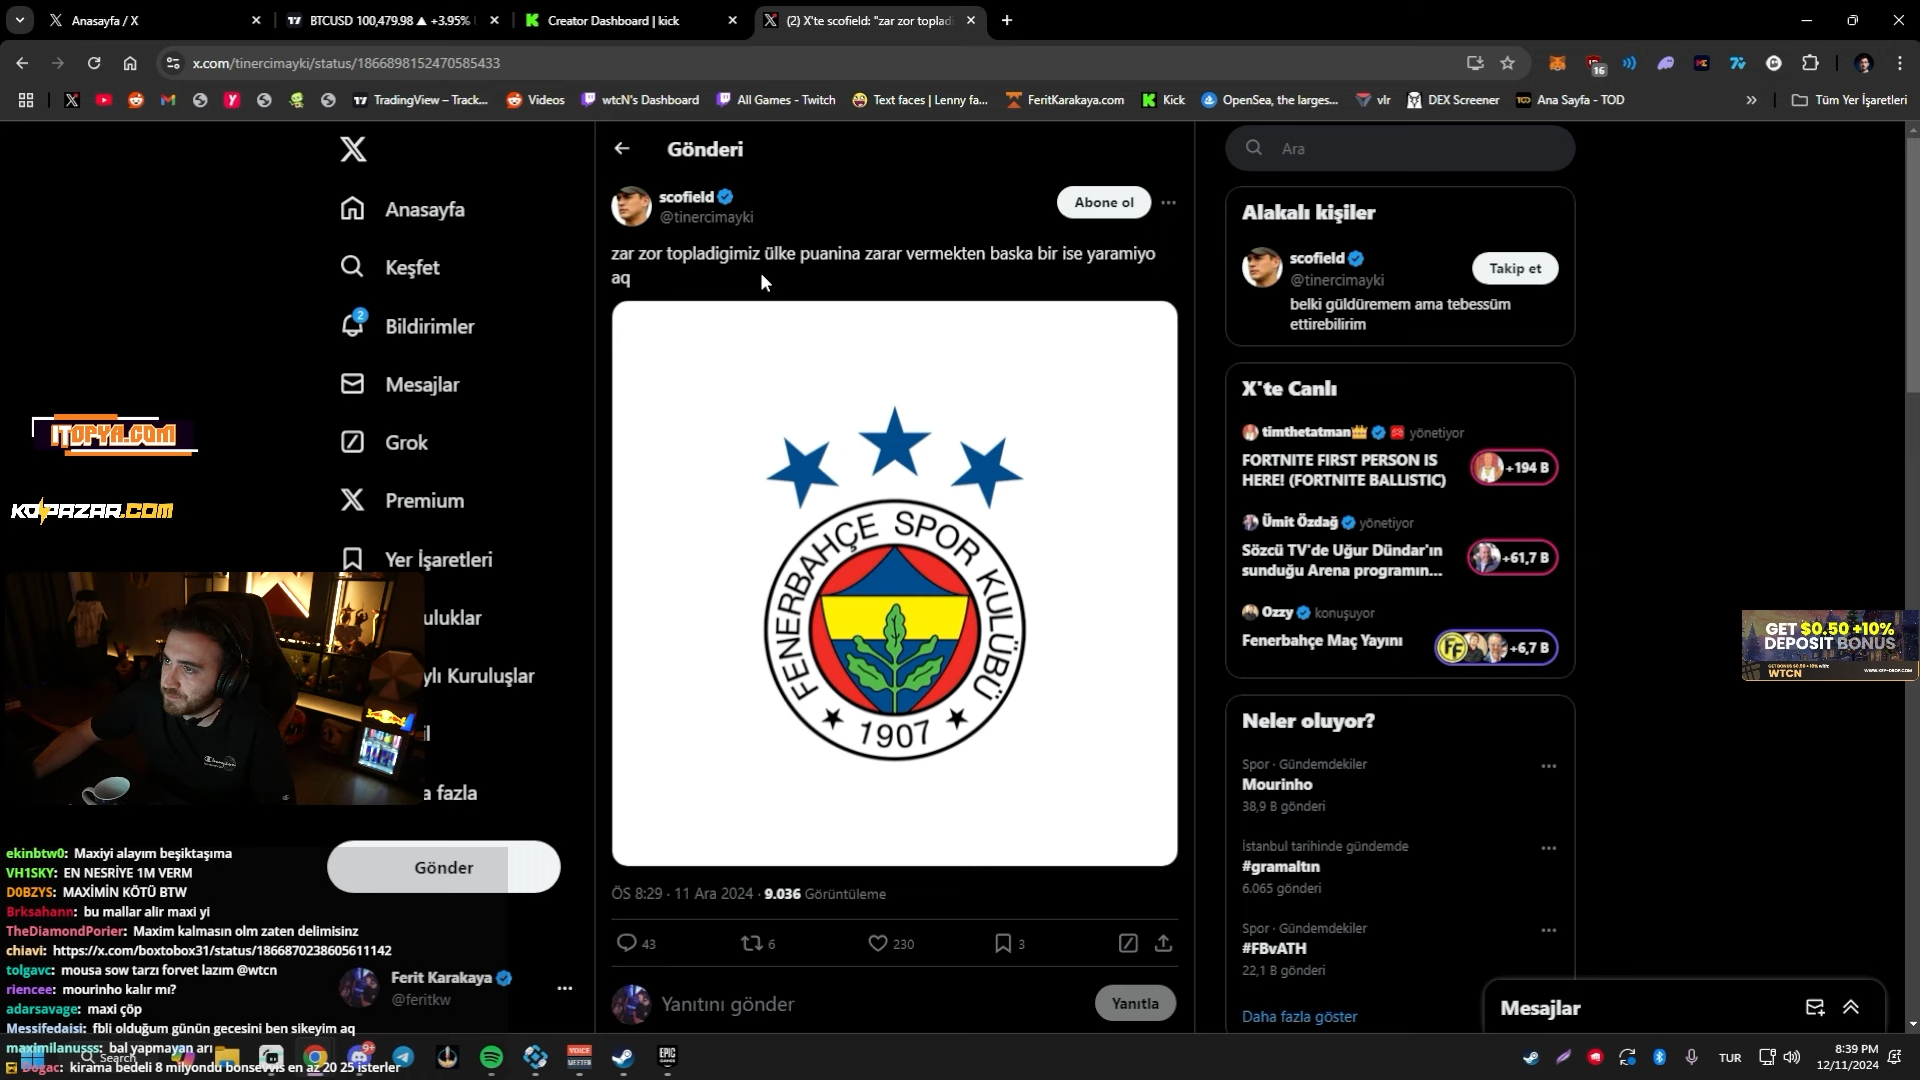 Anasayfa / X
BTCUSD 100,479.98 ▲ +3.95%
Creator Dashboard | kick
(2) X'te scofield: "zar zor topladi
x.com/tinercimayki/status/1866898152470585433
16
TradingView – Track...
Videos
wtcN's Dashboard
All Games - Twitch
Text faces | Lenny fa...
FeritKarakaya.com
Kick
OpenSea, the larges...
vlr
DEX Screener
Ana Sayfa - TOD
Tüm Yer İşaretleri
Anasayfa
Keşfet
2
Bildirimler
Mesajlar
Grok
Premium
Yer İşaretleri
uluklar
ylı Kuruluşlar
il
a fazla
Gönder
Ferit Karakaya
@feritkw
ITOPYA.COM
KOPAZAR.COM
Gönderi
scofield
@tinercimayki
Abone ol
zar zor topladigimiz ülke puanina zarar vermekten baska bir ise yaramiyo
aq
FENERBAHÇE SPOR KULÜBÜ
1907
ÖS 8:29 · 11 Ara 2024 · 9.036 Görüntüleme
43
6
230
3
Yanıtını gönder
Yanıtla
Ara
Alakalı kişiler
scofield
@tinercimayki
Takip et
belki güldüremem ama tebessüm
ettirebilirim
X'te Canlı
timthetatman yönetiyor
FORTNITE FIRST PERSON IS
HERE! (FORTNITE BALLISTIC)
+194 B
Ümit Özdağ yönetiyor
Sözcü TV'de Uğur Dündar'ın
sunduğu Arena programın...
+61,7 B
Ozzy konuşuyor
Fenerbahçe Maç Yayını
+6,7 B
Neler oluyor?
Spor · Gündemdekiler
Mourinho
38,9 B gönderi
İstanbul tarihinde gündemde
#gramaltın
6.065 gönderi
Spor · Gündemdekiler
#FBvATH
22,1 B gönderi
Daha fazla göster
Mesajlar
GET $0.50 +10%
DEPOSIT BONUS
WTCN
ekinbtw0: Maxiyi alayım beşiktaşıma
VH1SKY: EN NESRİYE 1M VERM
D0BZYS: MAXİMİN KÖTÜ BTW
Brksahann: bu mallar alir maxi yi
TheDiamondPorier: Maxim kalmasın olm zaten delimisinz
chiavi: https://x.com/boxtobox31/status/1866870238605611142
tolgavc: mousa sow tarzı forvet lazım @wtcn
riencee: mourinho kalır mı?
adarsavage: maxi çöp
Messifedaisi: fbli olduğum günün gecesini ben sikeyim aq
maximilanusss: bal yapmayan arı
Dogac: kirama bedeli 8 milyondu bonservis en az 20 25 isterler
Search
9+
VOICE
MEETER
EPIC
GAMES
TUR
8:39 PM
12/11/2024